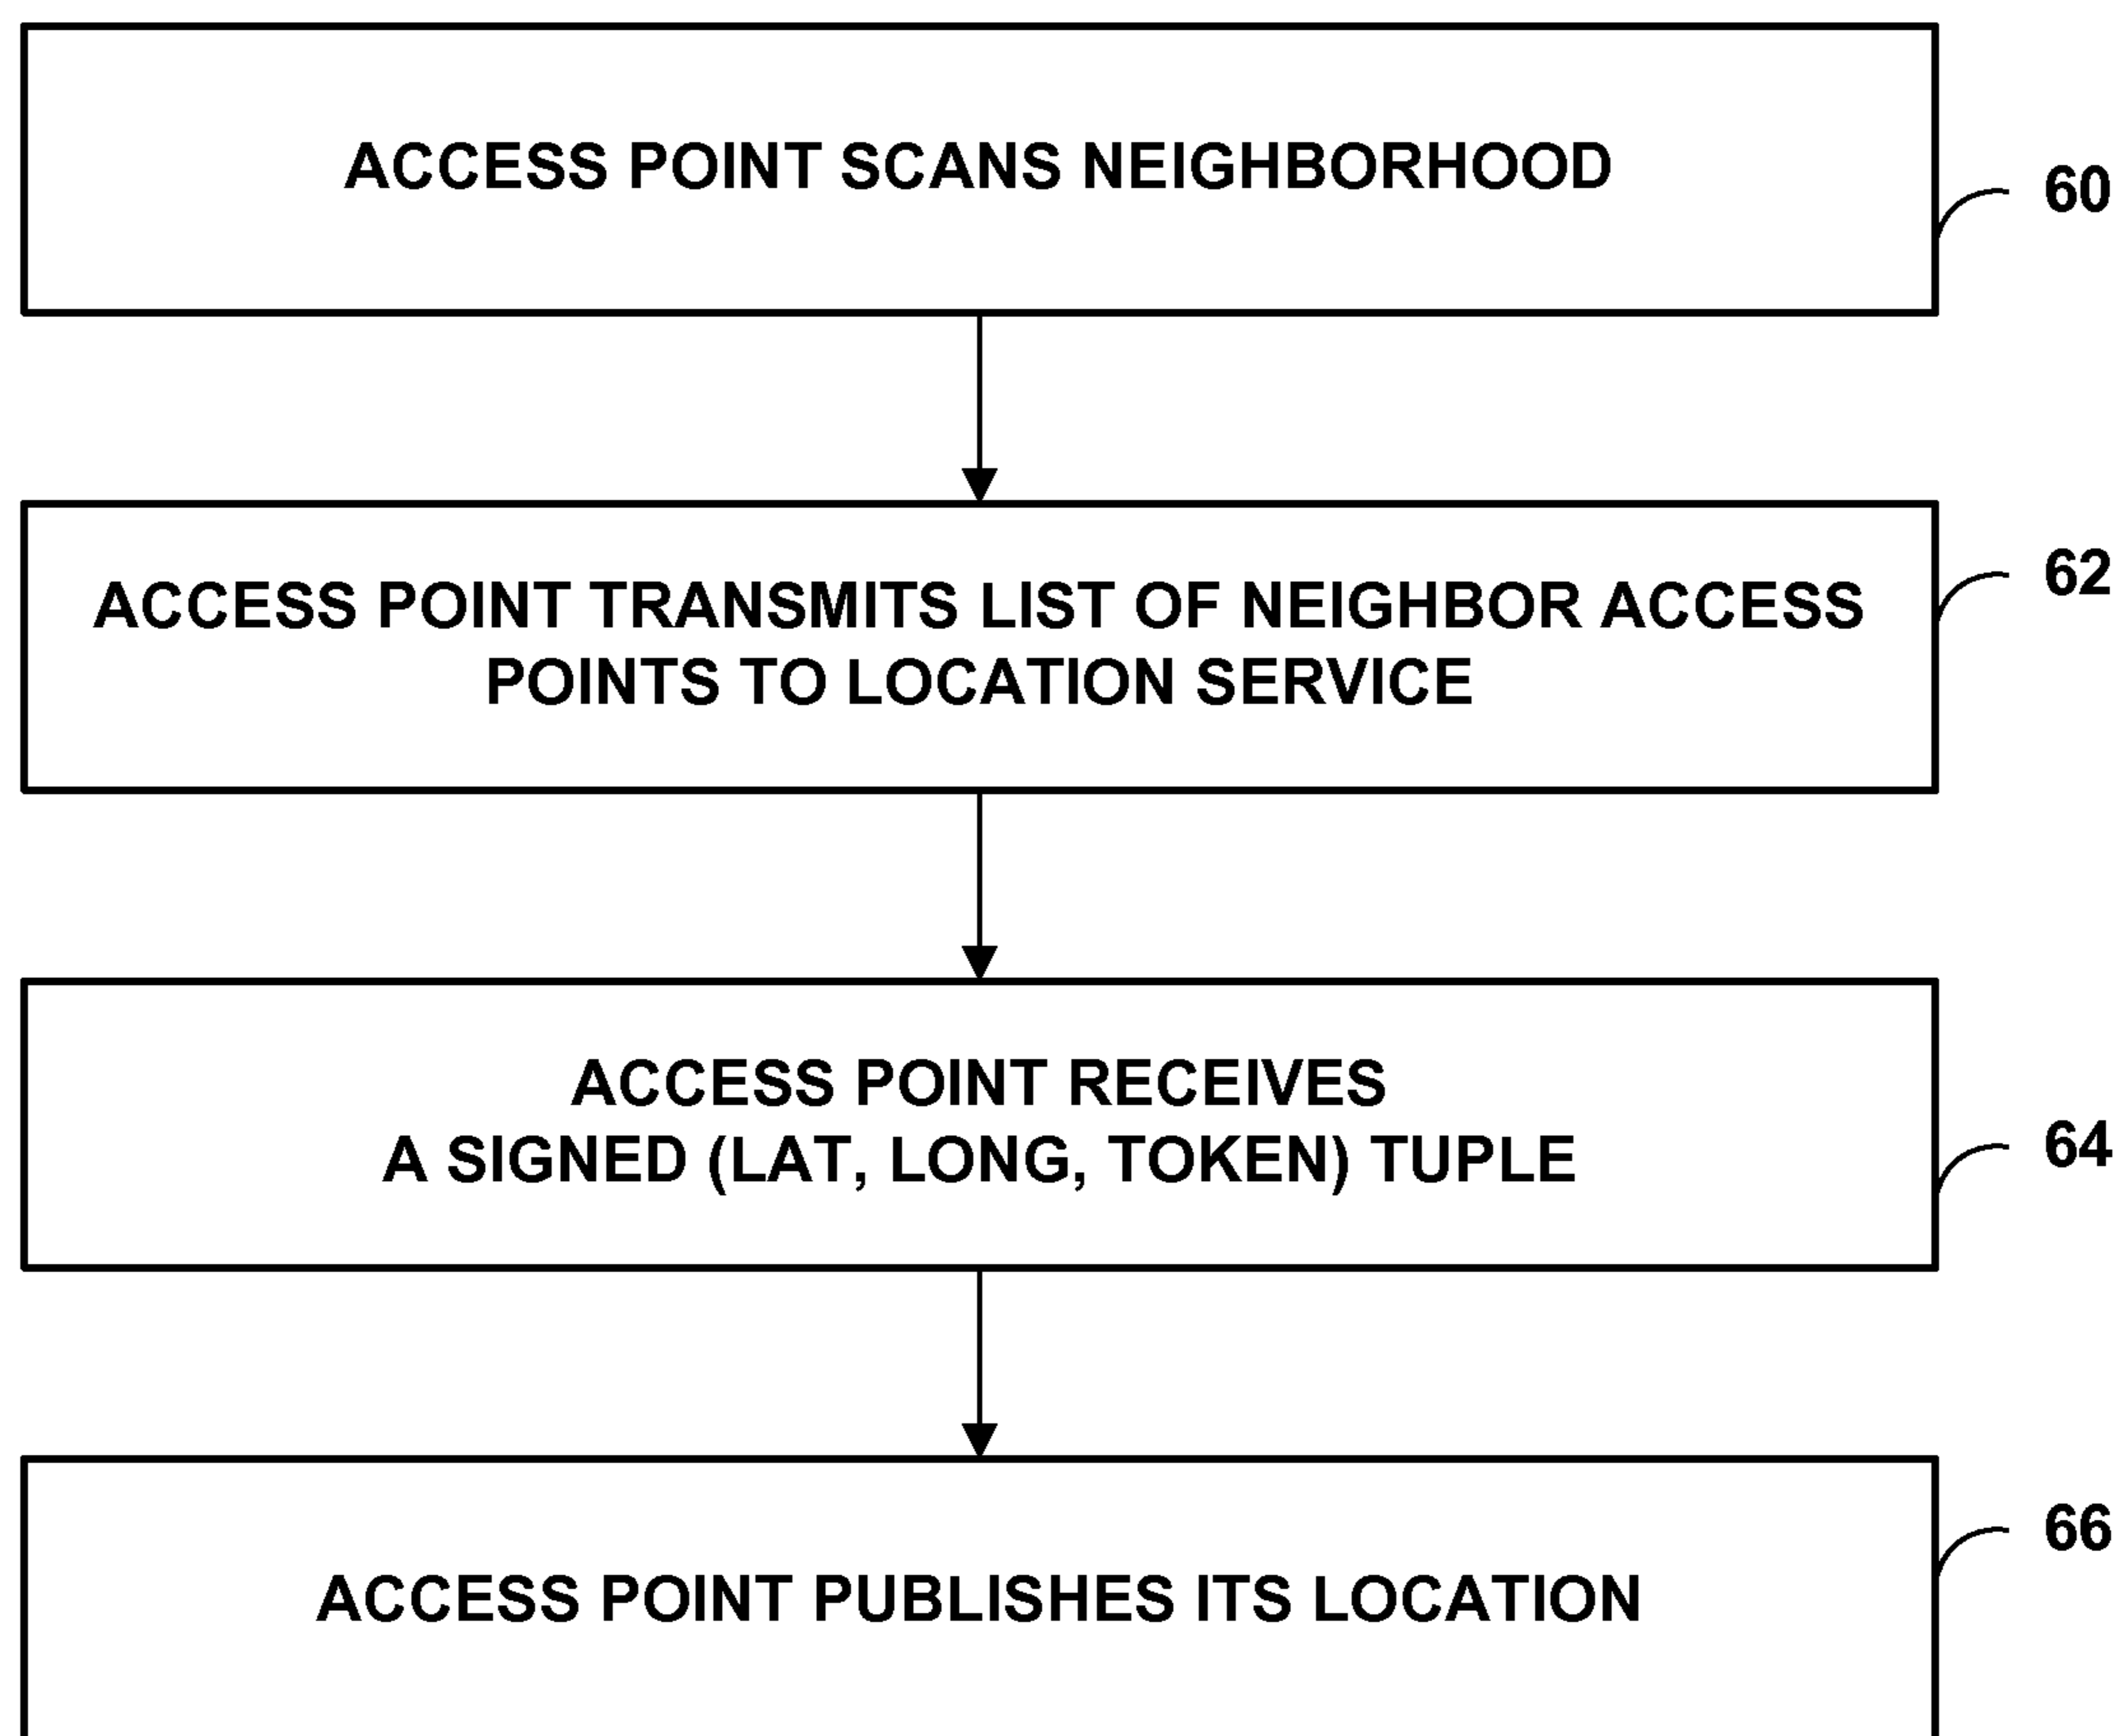 ACCESS POINT SCANS NEIGHBORHOOD
60
ACCESS POINT TRANSMITS LIST OF NEIGHBOR ACCESS
POINTS TO LOCATION SERVICE
62
ACCESS POINT RECEIVES
A SIGNED (LAT, LONG, TOKEN) TUPLE
64
ACCESS POINT PUBLISHES ITS LOCATION
66